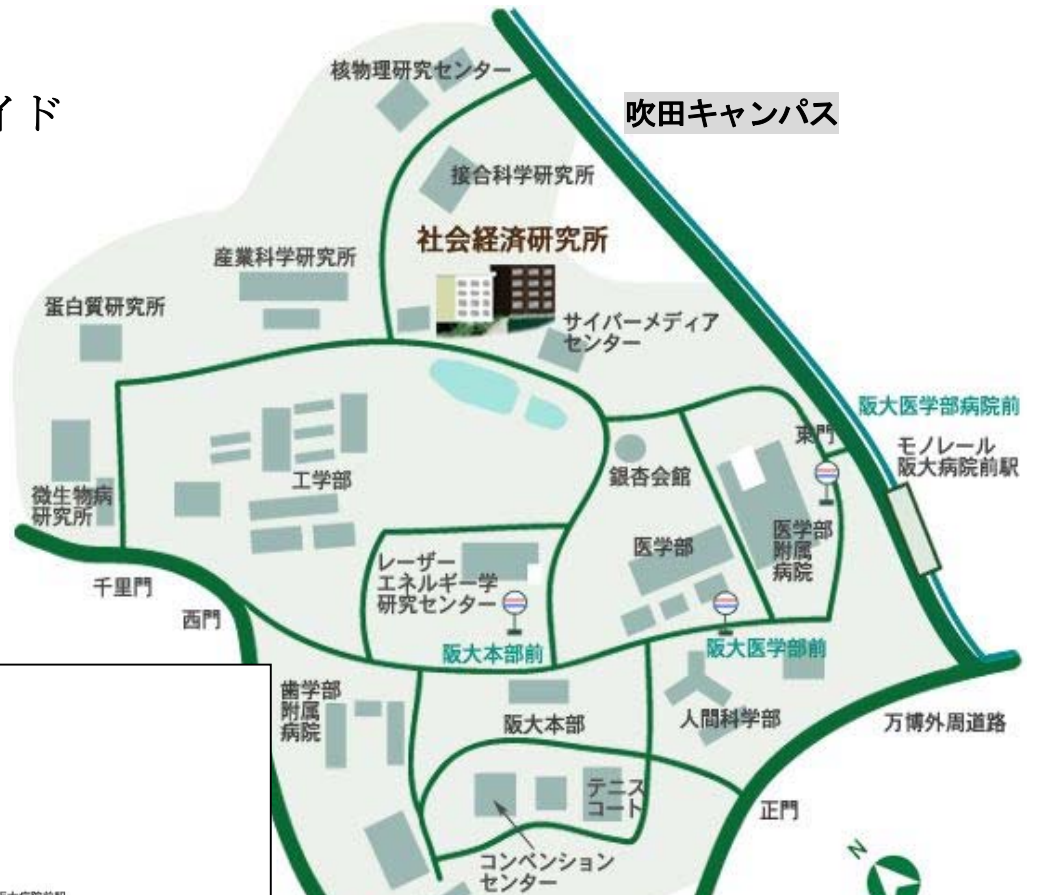 イド
吹田キャンパス
核物理研究センター
接合科学研究所
社会経済研究所
産業科学研究所
蛋白質研究所
サイバーメディア
センター
阪大医学部病院前
東門
モノレール
阪大病院前駅
銀杏会館
工学部
微生物病
研究所
医学部
医学部
附属
病院
レーザー
エネルギー学
研究センター
千里門
西門
阪大本部前
阪大医学部前
歯学部
附属
病院
阪大本部
人間科学部
万博外周道路
テニス
コート
正門
コンベンション
センター
N